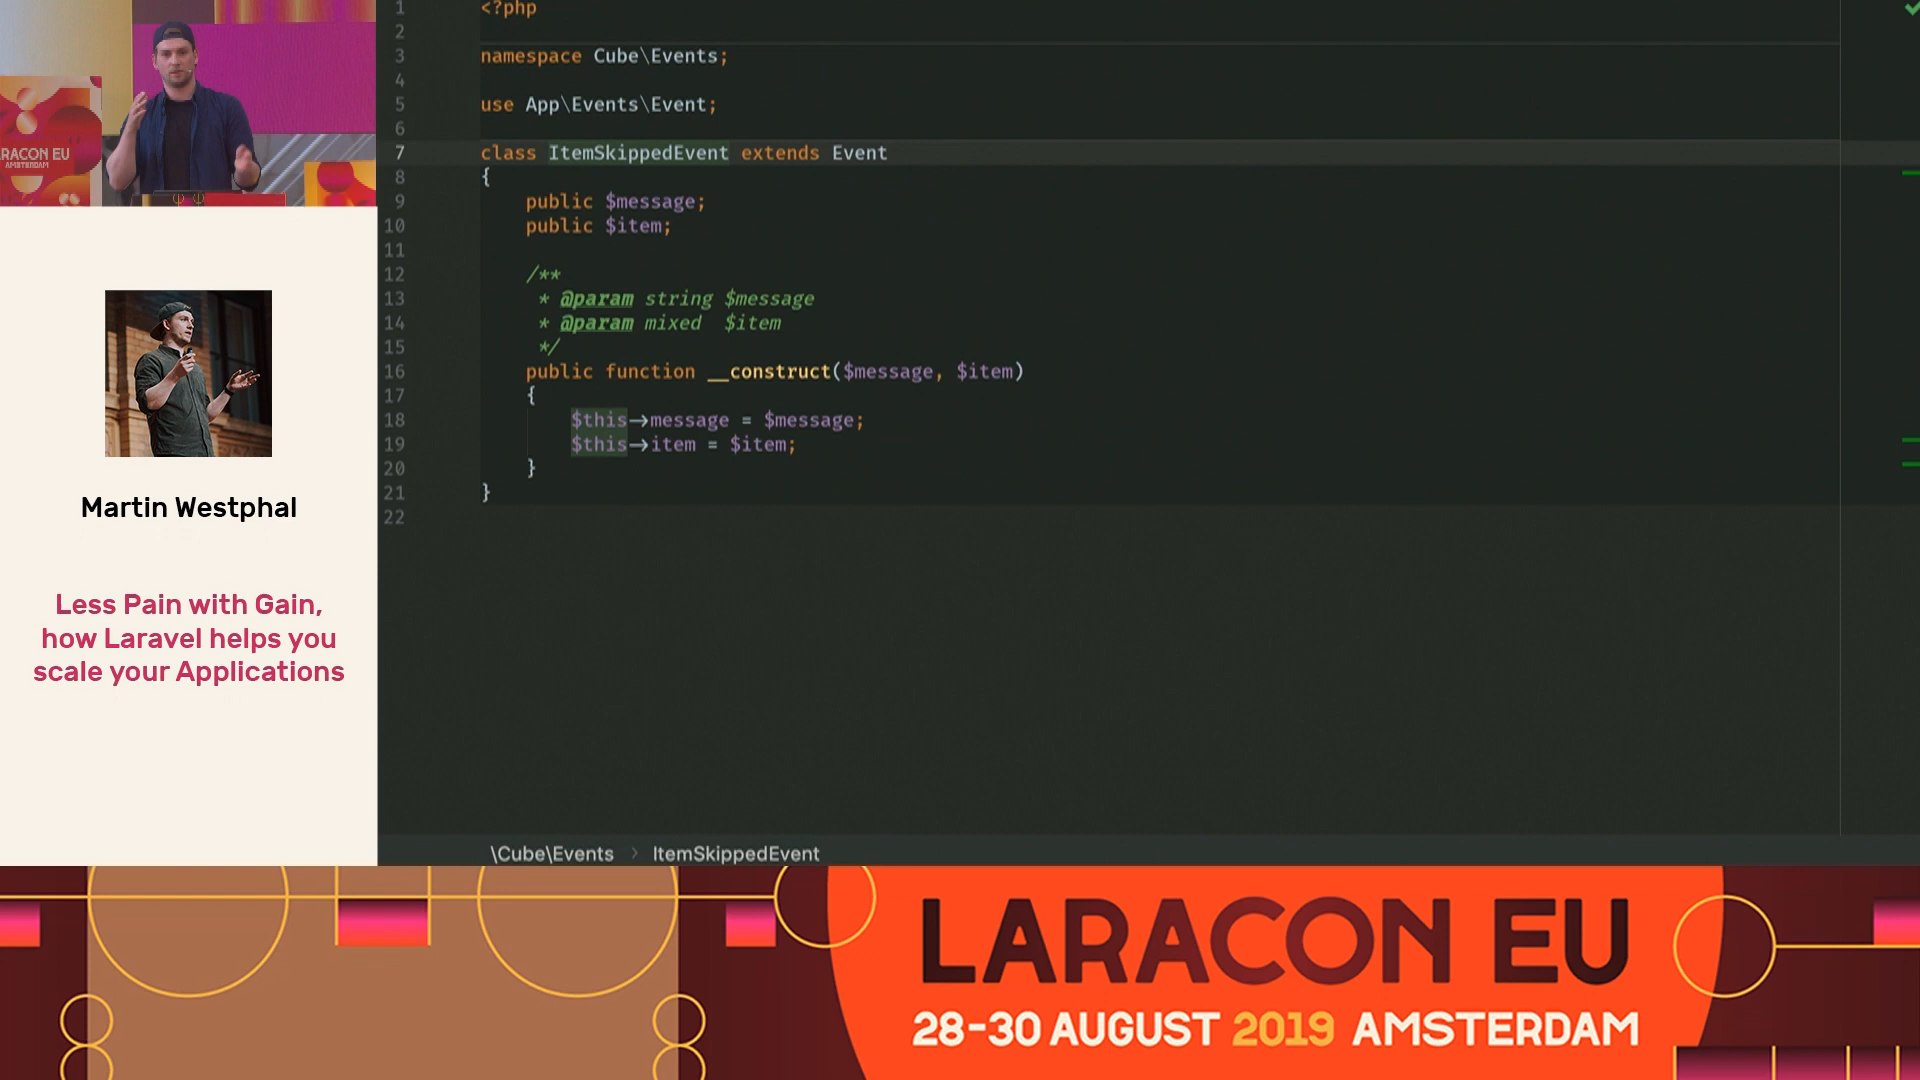 RACON EU
AMSTERDAM
Martin Westphal
Less Pain with Gain,
how Laravel helps you
scale your Applications
1 <?php
2
3 namespace Cube\Events;
4
5 use App\Events\Event;
6
7 class ItemSkippedEvent extends Event
8 {
9 public $message;
10 public $item;
11
12 /**
13 * @param string $message
14 * @param mixed  $item
15 */
16 public function __construct($message, $item)
17 {
18 $this→message = $message;
19 $this→item = $item;
20 }
21 }
22
\Cube\Events > ItemSkippedEvent
LARACON EU
28-30 AUGUST 2019 AMSTERDAM